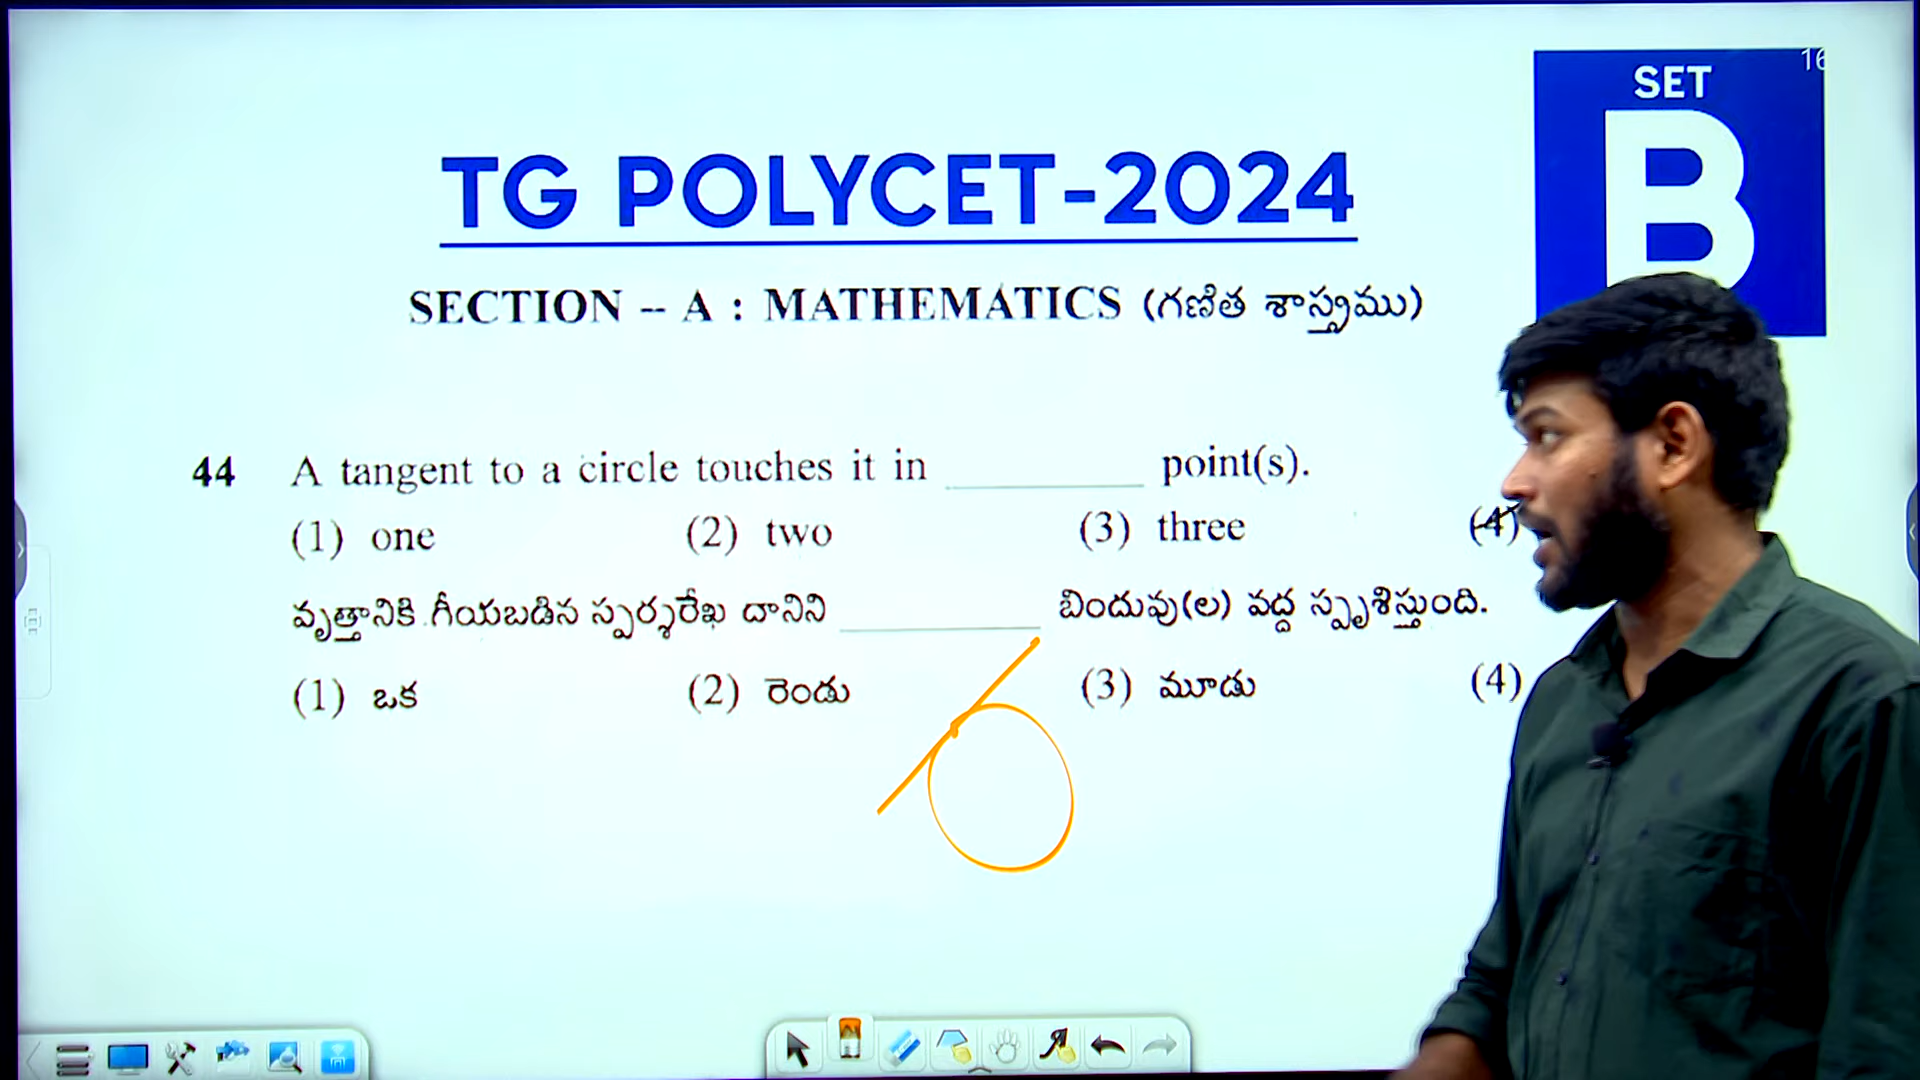 16
SET
B
TG POLYCET-2024
SECTION – A : MATHEMATICS (గణిత శాస్త్రము)
44 A tangent to a circle touches it in ________ point(s).
(1) one (2) two (3) three (4)
వృత్తానికి గీయబడిన స్పర్శరేఖ దానిని ________ బిందువు(ల) వద్ద స్పృశిస్తుంది.
(1) ఒక (2) రెండు (3) మూడు (4)